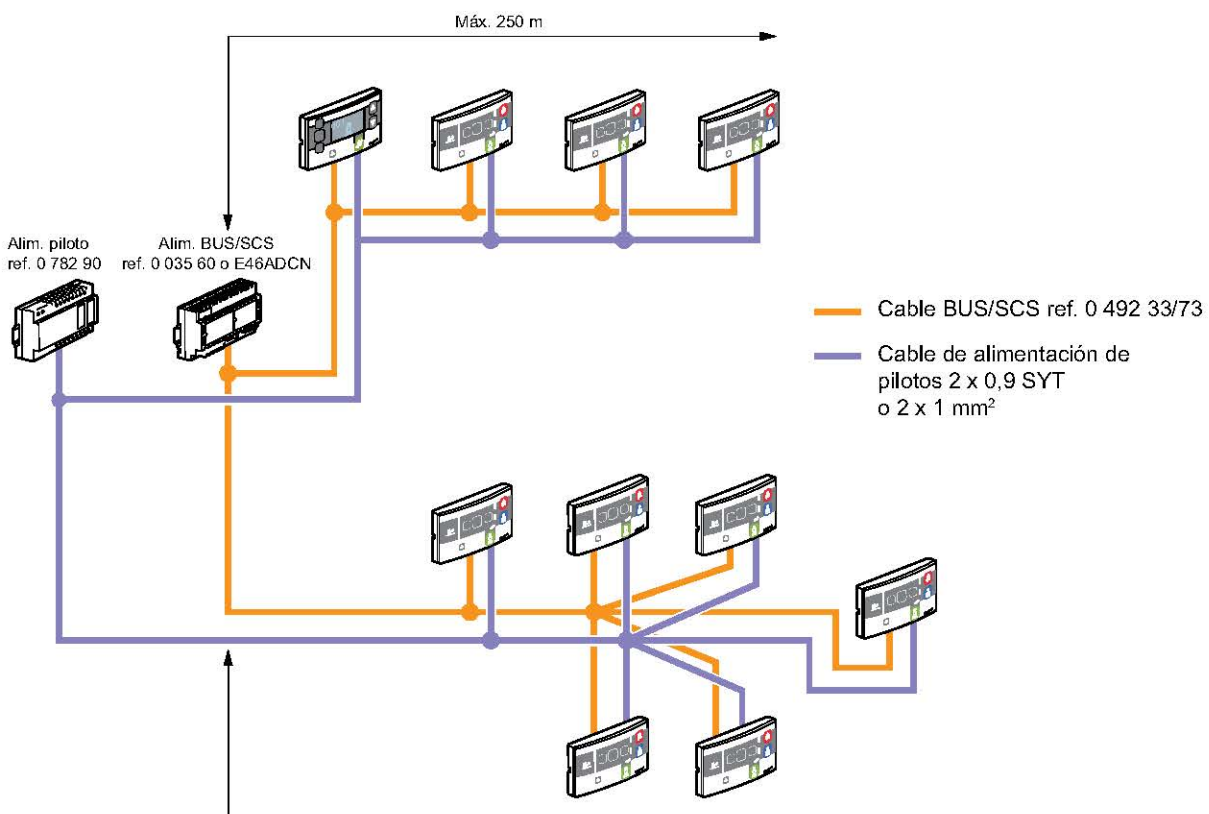 Máx. 250 m
Alim. piloto
ref. 0 782 90
Alim. BUS/SCS
ref. 0 035 60 o E46ADCN
Cable BUS/SCS ref. 0 492 33/73
Cable de alimentación de
pilotos 2 x 0,9 SYT
o 2 x 1 mm²